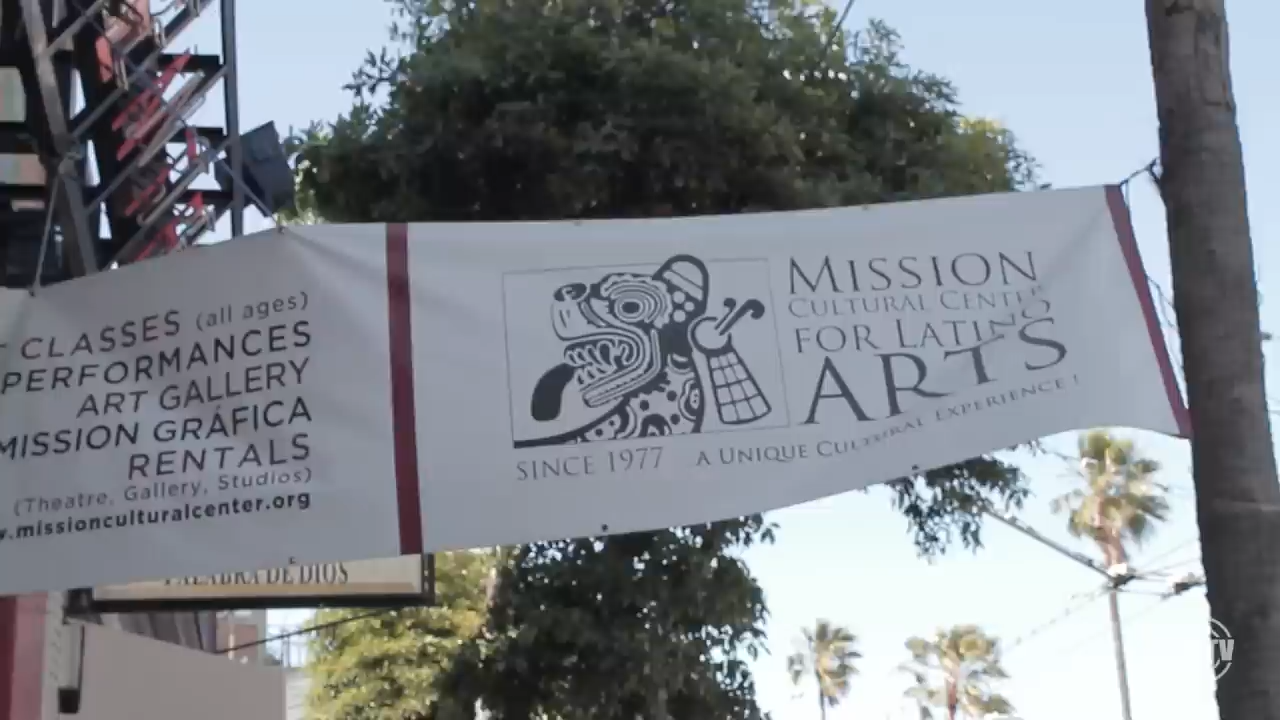 CLASSES (all ages)
PERFORMANCES
ART GALLERY
MISSION GRÁFICA
RENTALS
(Theatre, Gallery, Studios)
.missionculturalcenter.org
MISSION
CULTURAL CENTER
FOR LATINO
ARTS
SINCE 1977 A UNIQUE CULTURAL EXPERIENCE!
PALABRA DE DIOS
TV